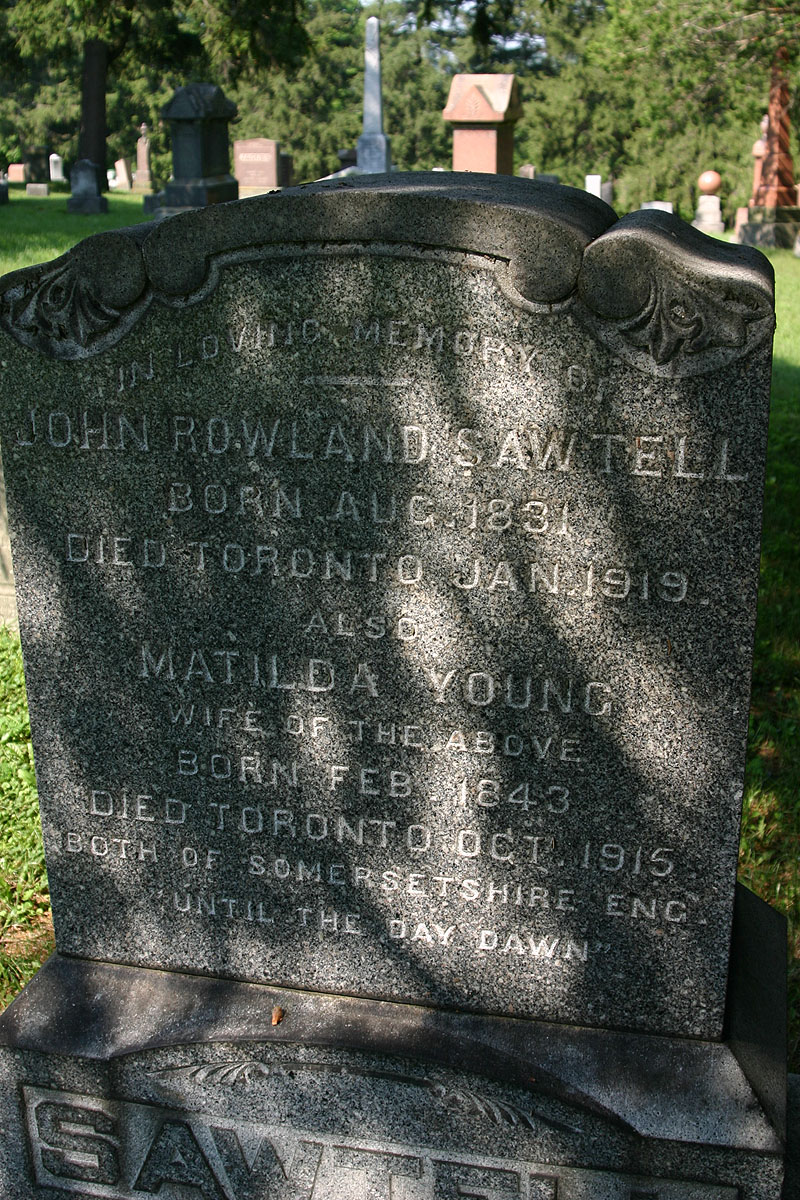 IN LOVING MEMORY OF
JOHN ROWLAND SAWTELL
BORN AUG. 1831
DIED TORONTO JAN. 1919.
ALSO
MATILDA YOUNG
WIFE OF THE ABOVE
BORN FEB. 1843
DIED TORONTO OCT. 1915
BOTH OF SOMERSETSHIRE ENG.
"UNTIL THE DAY DAWN"
SAWTELL